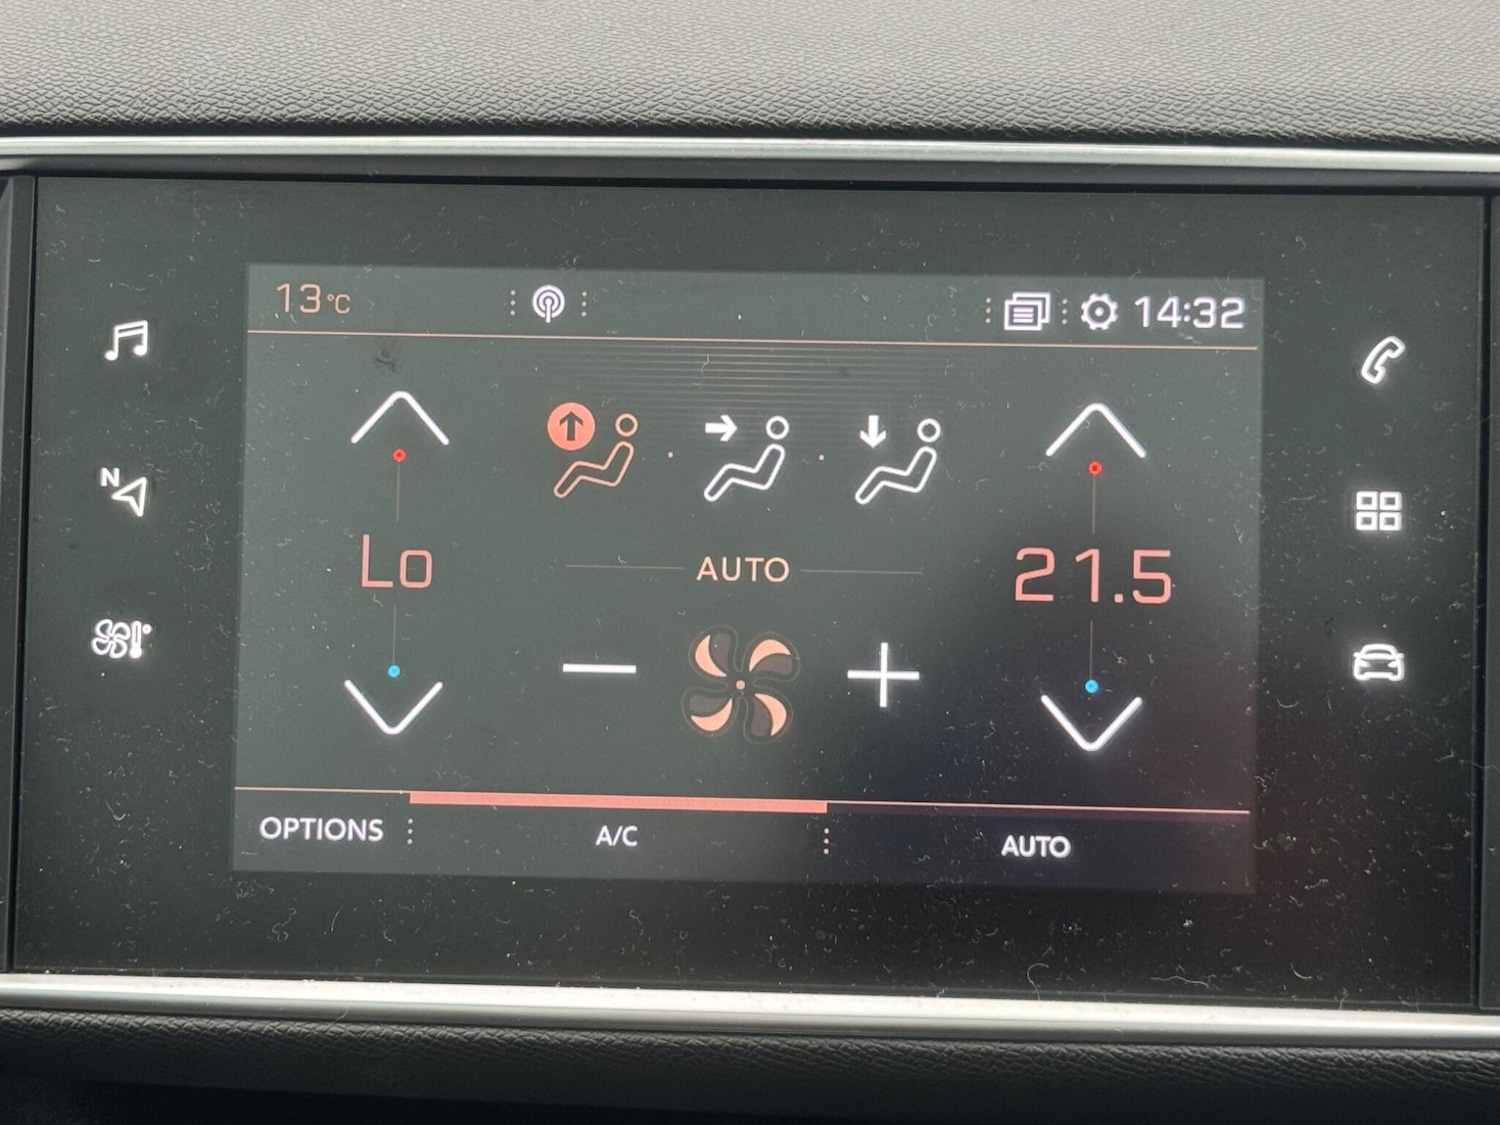 13°C
14:32
N
Lo
AUTO
21.5
OPTIONS
A/C
AUTO